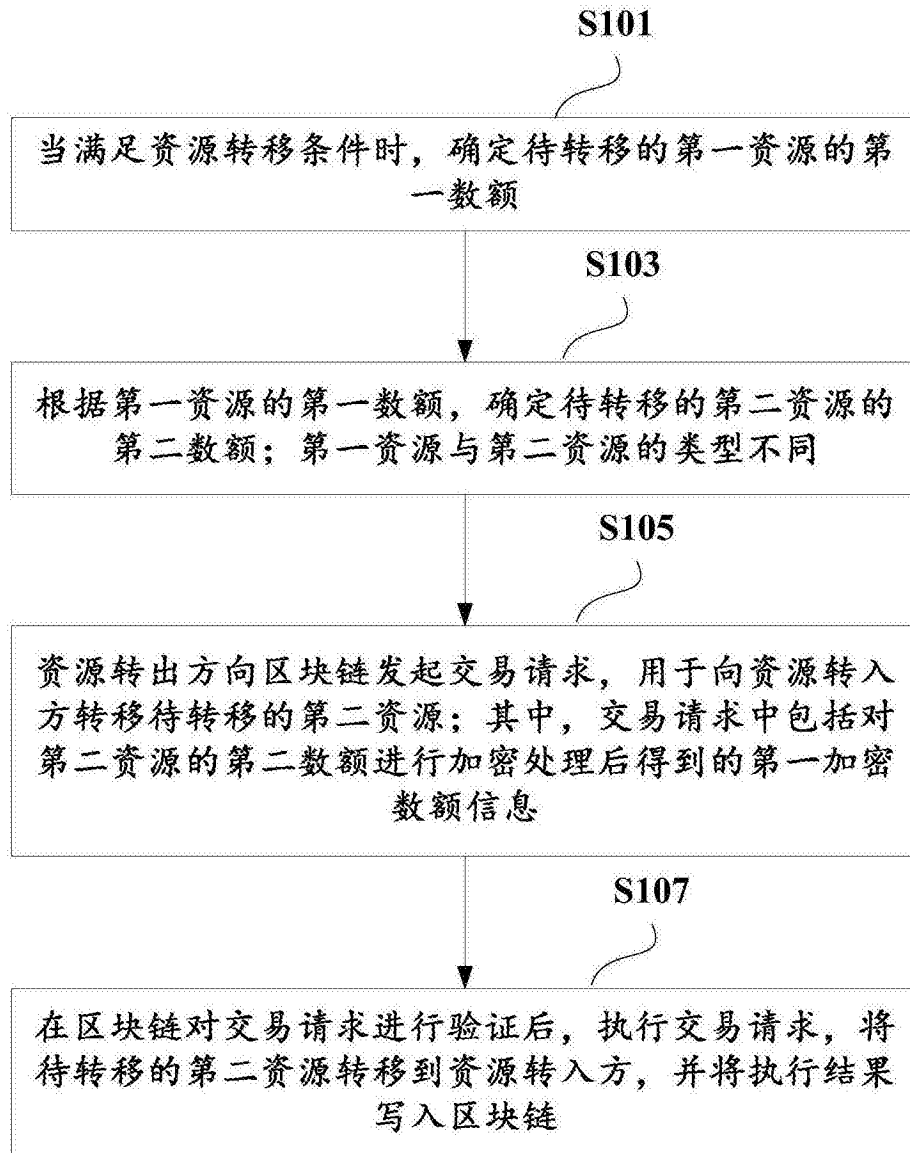 S101
当满足资源转移条件时，确定待转移的第一资源的第
一数额
S103
根据第一资源的第一数额，确定待转移的第二资源的
第二数额；第一资源与第二资源的类型不同
S105
资源转出方向区块链发起交易请求，用于向资源转入
方转移待转移的第二资源；其中，交易请求中包括对
第二资源的第二数额进行加密处理后得到的第一加密
数额信息
S107
在区块链对交易请求进行验证后，执行交易请求，将
待转移的第二资源转移到资源转入方，并将执行结果
写入区块链